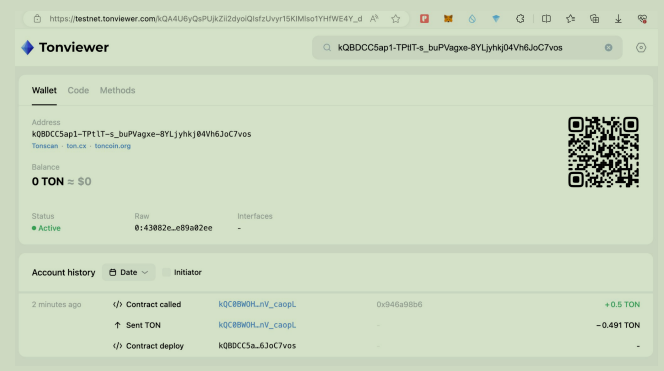 https://testnet.tonviewer.com/kQA4U6yQsPUjkZii2dyoiQlsfzUvyr15KIMlso1YHfWE4Y_d
Tonviewer
kQBDCC5ap1-TPtlT-s_buPVagxe-8YLjyhkj04Vh6JoC7vos
Wallet Code Methods
Address
kQBDCC5ap1-TPtlT-s_buPVagxe-8YLjyhkj04Vh6JoC7vos
Tonscan · ton.cx · toncoin.org
Balance
0 TON ≈ $0
Status Raw Interfaces
Active 0:43082e…e89a02ee -
Account history Date Initiator
2 minutes ago </> Contract called kQC0BWOH…nV_caopL 0x946a98b6 +0.5 TON
↑ Sent TON kQC0BWOH…nV_caopL - −0.491 TON
</> Contract deploy kQBDCC5a…6JoC7vos -